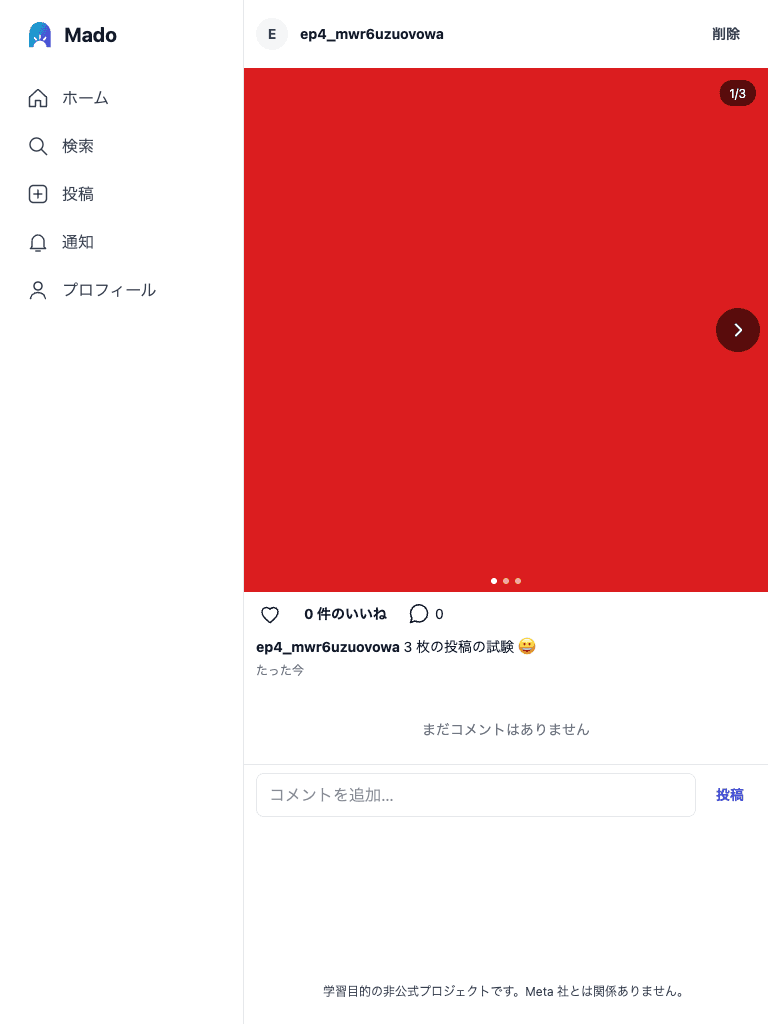 Mado
ホーム
検索
投稿
通知
プロフィール
E ep4_mwr6uzuovowa 削除
1/3
0 件のいいね 0
ep4_mwr6uzuovowa 3 枚の投稿の試験 😀
たった今
まだコメントはありません
コメントを追加... 投稿
学習目的の非公式プロジェクトです。Meta 社とは関係ありません。